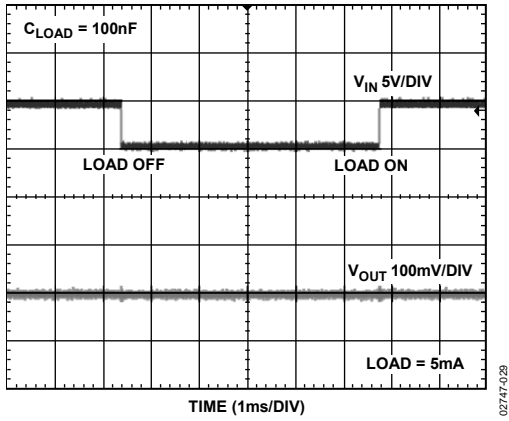 CLOAD = 100nF
VIN 5V/DIV
LOAD OFF
LOAD ON
VOUT 100mV/DIV
LOAD = 5mA
TIME (1ms/DIV)
02747-029